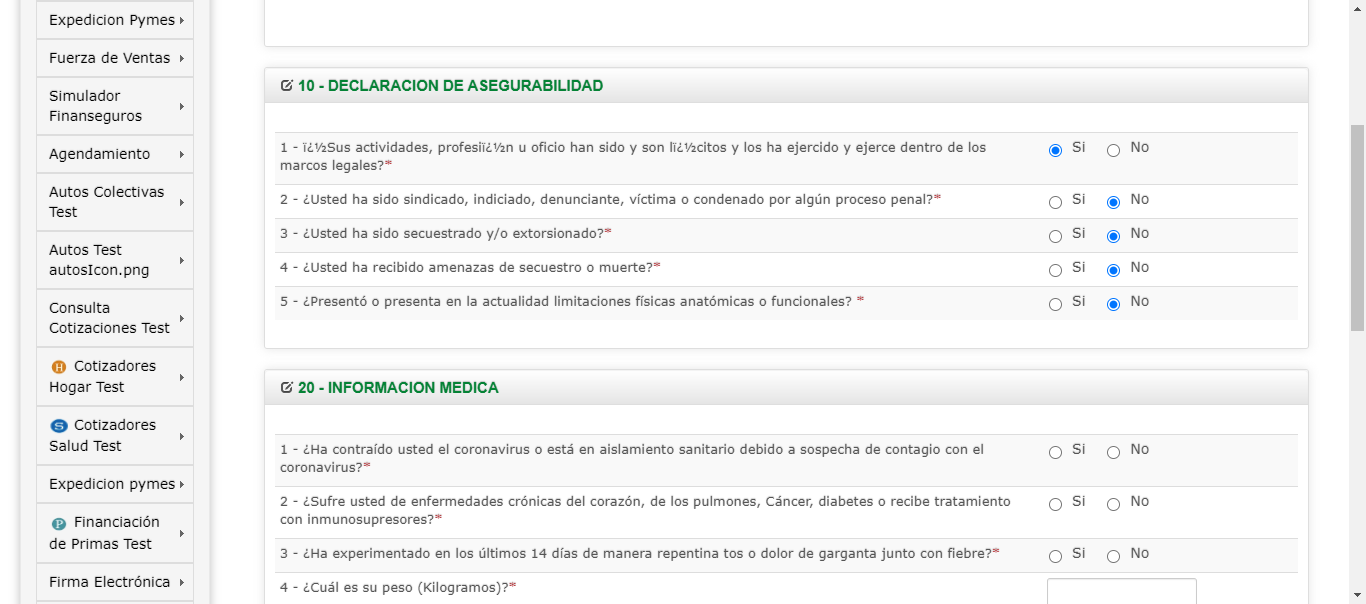 Expedicion Pymes
Fuerza de Ventas
Simulador
Finanseguros
Agendamiento
Autos Colectivas
Test
Autos Test
autosIcon.png
Consulta
Cotizaciones Test
H Cotizadores
Hogar Test
S Cotizadores
Salud Test
Expedicion pymes
P Financiación
de Primas Test
Firma Electrónica
10 - DECLARACION DE ASEGURABILIDAD
1 - ï¿½Sus actividades, profesiï¿½n u oficio han sido y son lï¿½citos y los ha ejercido y ejerce dentro de los
marcos legales?*
Si No
2 - ¿Usted ha sido sindicado, indiciado, denunciante, víctima o condenado por algún proceso penal?*
Si No
3 - ¿Usted ha sido secuestrado y/o extorsionado?*
Si No
4 - ¿Usted ha recibido amenazas de secuestro o muerte?*
Si No
5 - ¿Presentó o presenta en la actualidad limitaciones físicas anatómicas o funcionales? *
Si No
20 - INFORMACION MEDICA
1 - ¿Ha contraído usted el coronavirus o está en aislamiento sanitario debido a sospecha de contagio con el
coronavirus?*
Si No
2 - ¿Sufre usted de enfermedades crónicas del corazón, de los pulmones, Cáncer, diabetes o recibe tratamiento
con inmunosupresores?*
Si No
3 - ¿Ha experimentado en los últimos 14 días de manera repentina tos o dolor de garganta junto con fiebre?*
Si No
4 - ¿Cuál es su peso (Kilogramos)?*